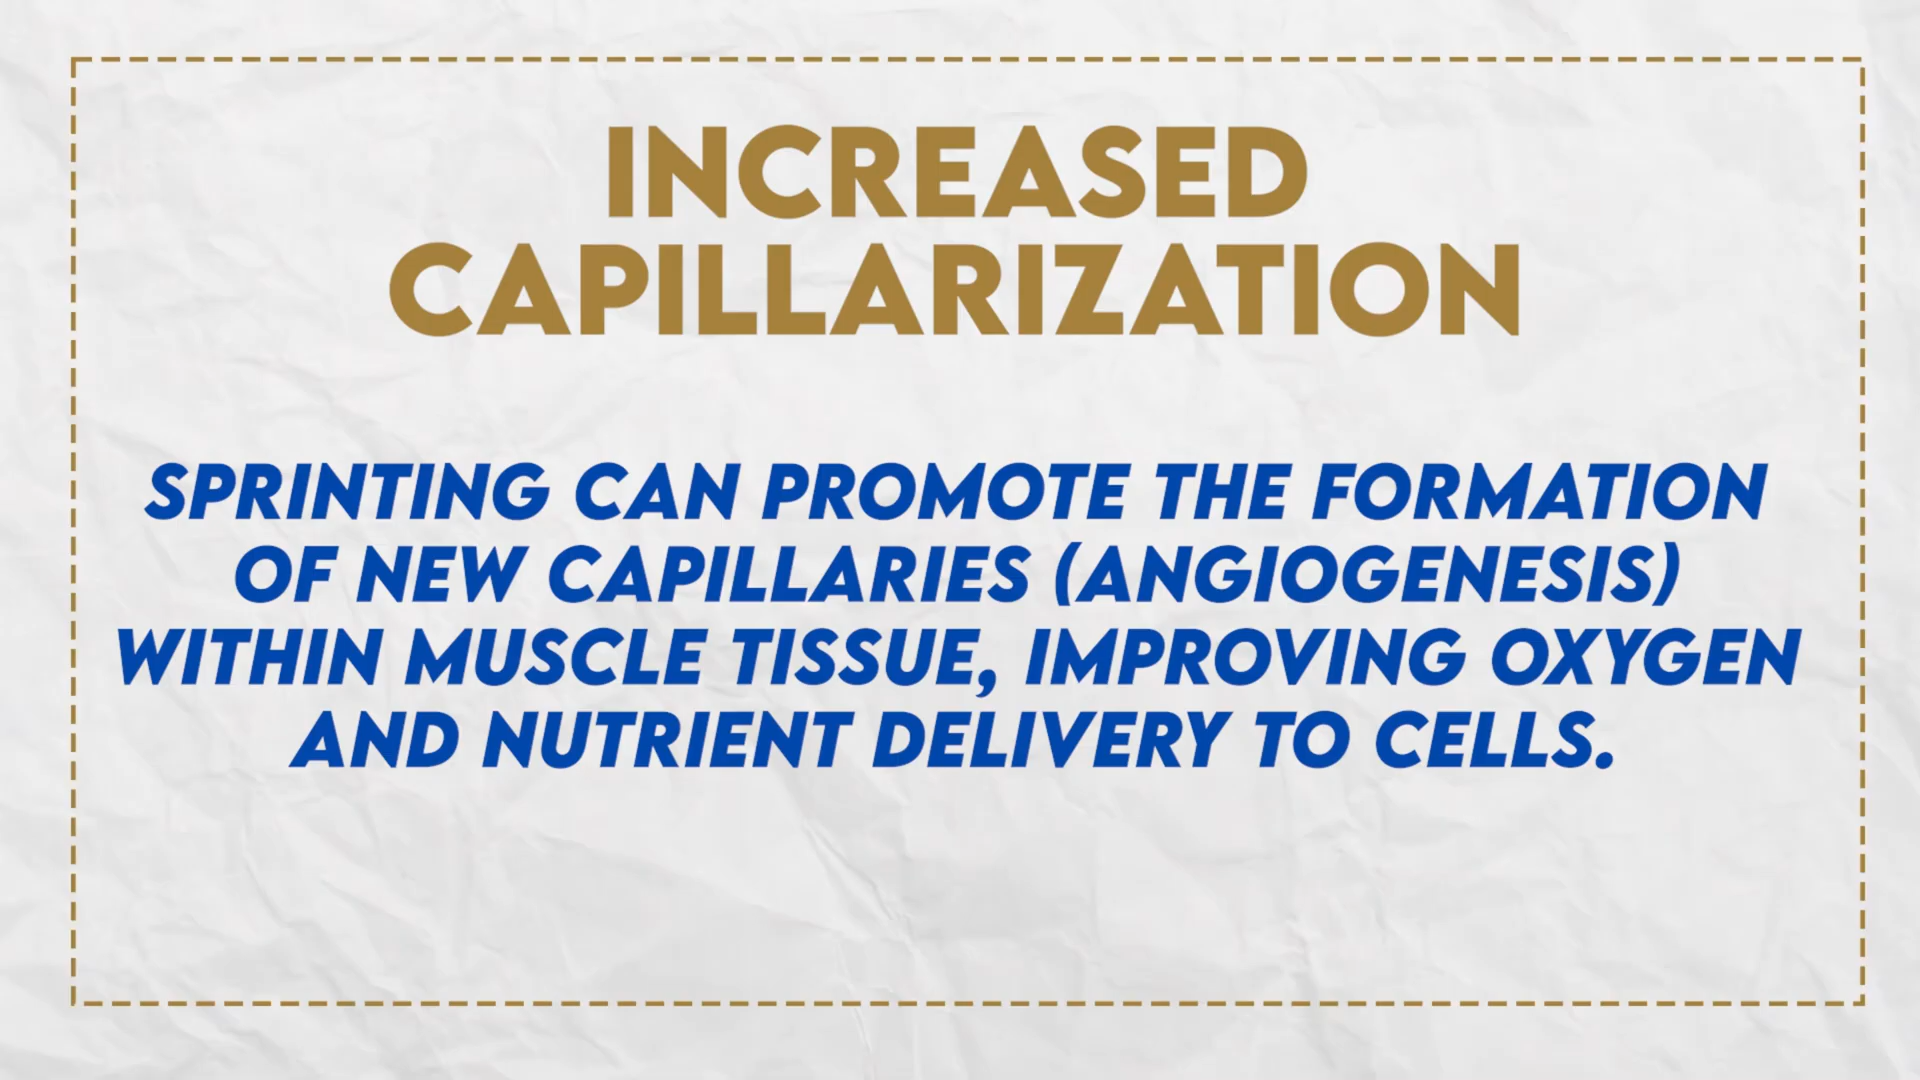 INCREASED
CAPILLARIZATION
SPRINTING CAN PROMOTE THE FORMATION
OF NEW CAPILLARIES (ANGIOGENESIS)
WITHIN MUSCLE TISSUE, IMPROVING OXYGEN
AND NUTRIENT DELIVERY TO CELLS.